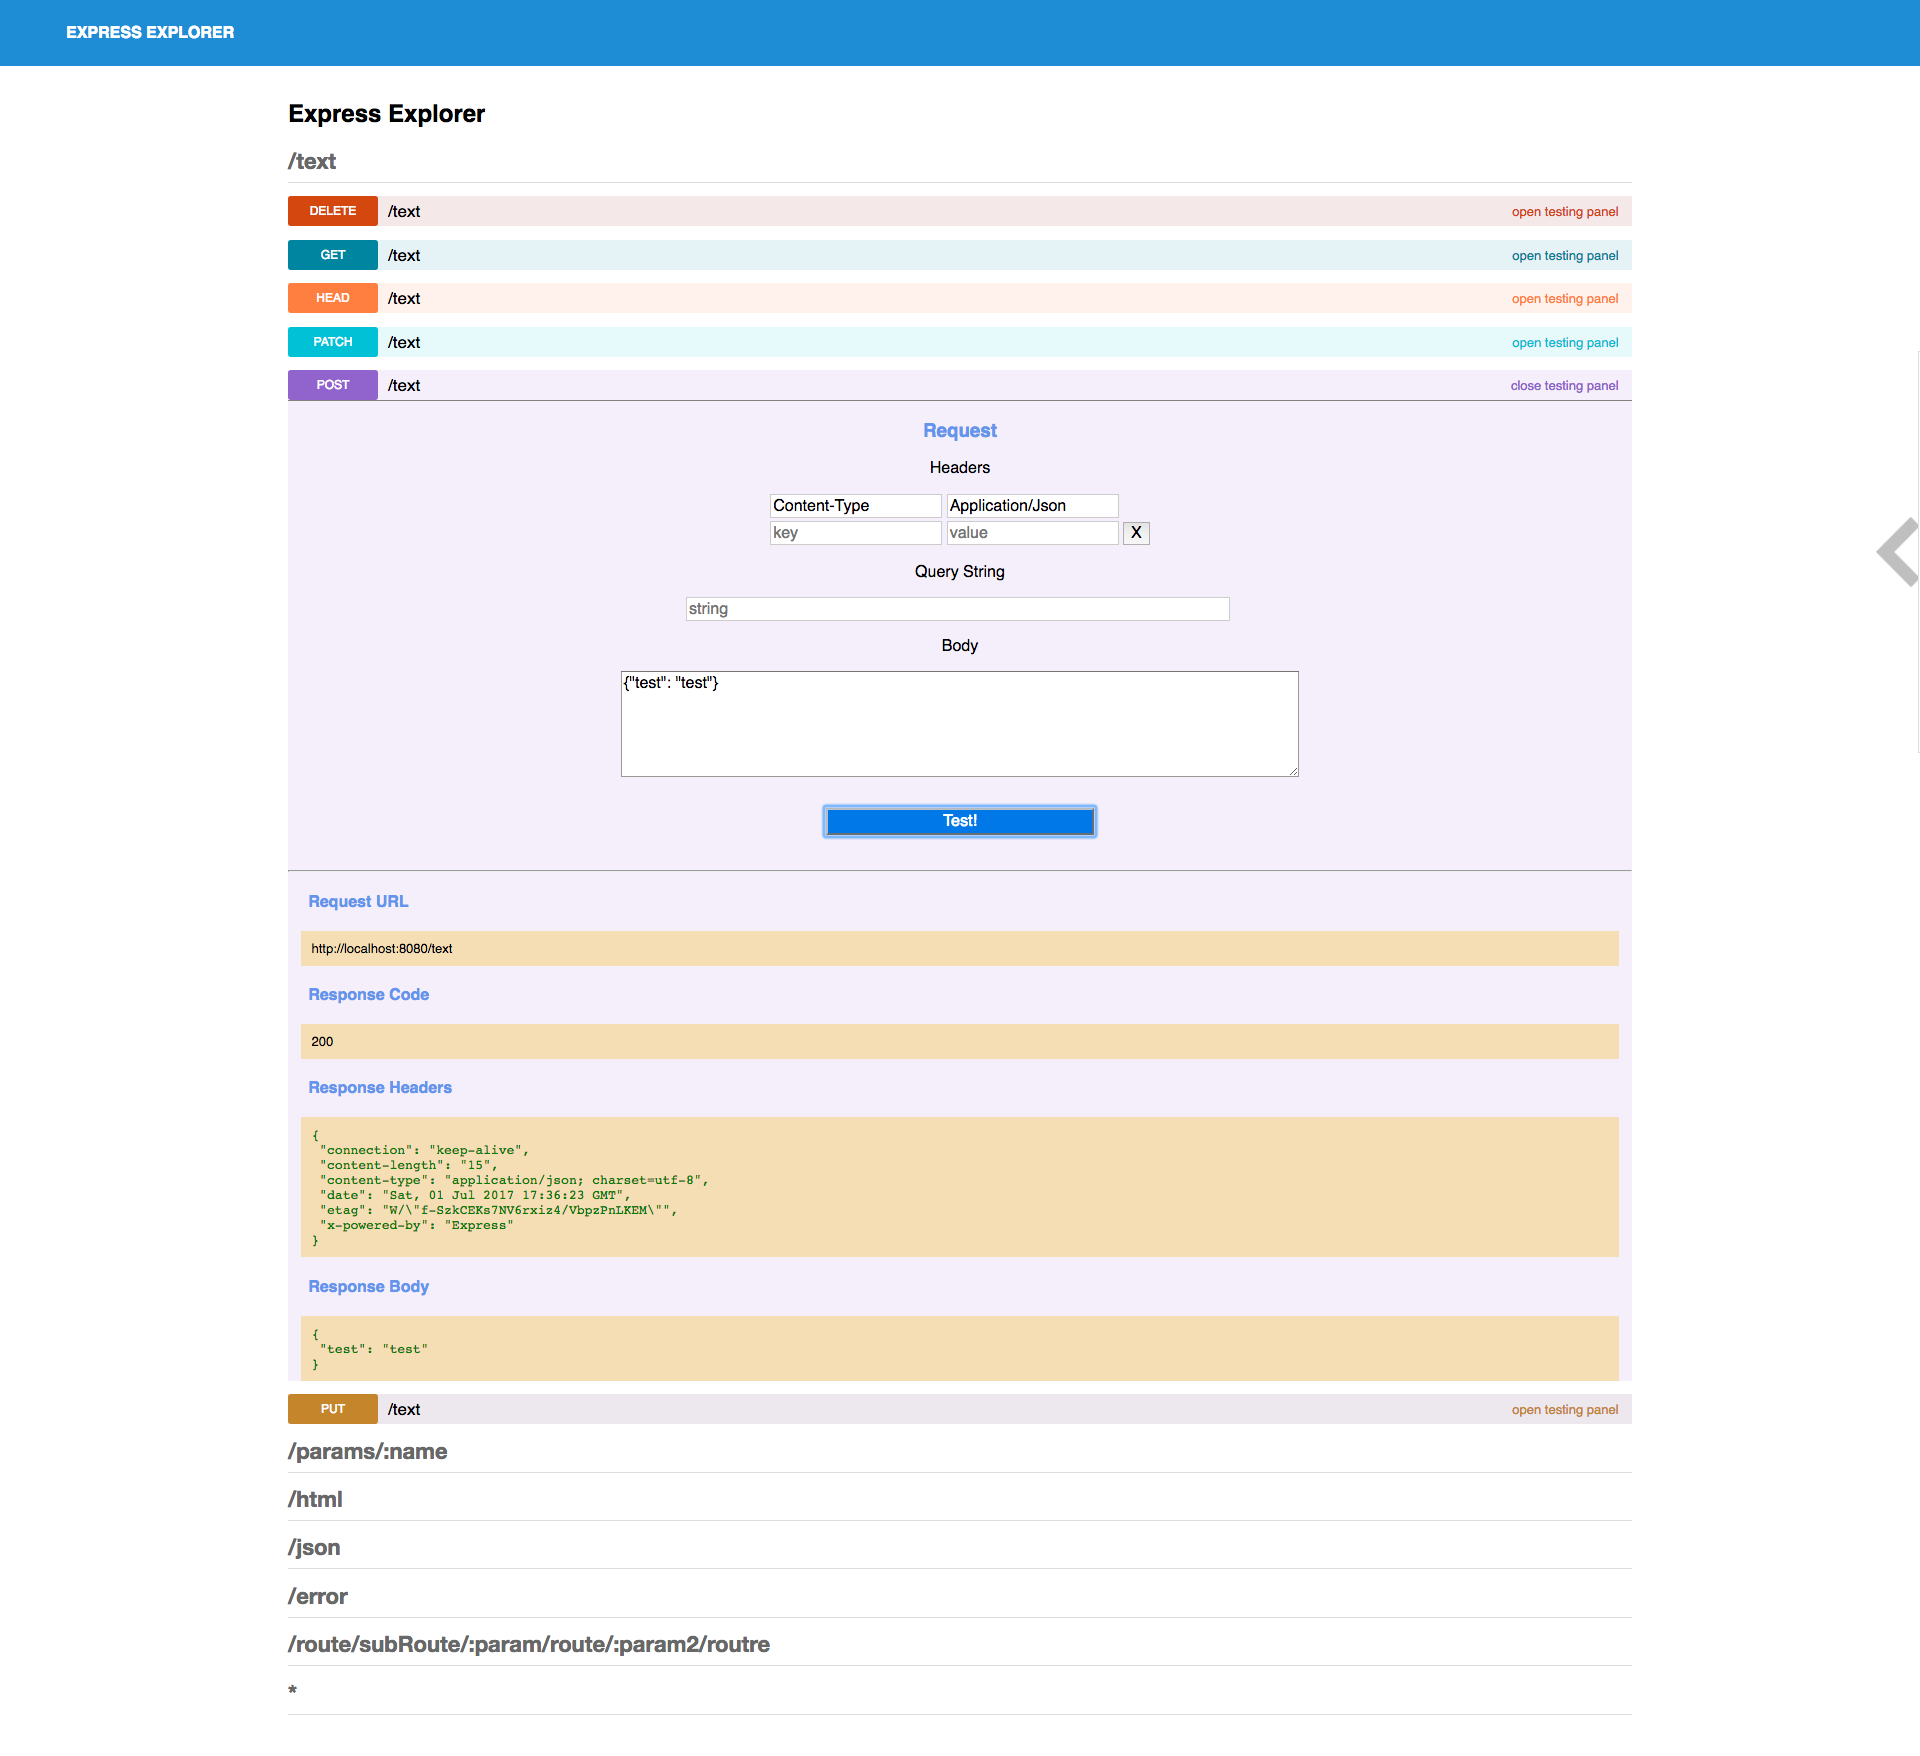 EXPRESS EXPLORER
Express Explorer
/text
DELETE /text open testing panel
GET /text open testing panel
HEAD /text open testing panel
PATCH /text open testing panel
POST /text close testing panel
Request
Headers
Content-Type Application/Json
key value X
Query String
string
Body
{"test": "test"}
Test!
Request URL
http://localhost:8080/text
Response Code
200
Response Headers
{
"connection": "keep-alive",
"content-length": "15",
"content-type": "application/json; charset=utf-8",
"date": "Sat, 01 Jul 2017 17:36:23 GMT",
"etag": "W/\"f-SzkCEKs7NV6rxiz4/VbpzPnLKEM\"",
"x-powered-by": "Express"
}
Response Body
{
"test": "test"
}
PUT /text open testing panel
/params/:name
/html
/json
/error
/route/subRoute/:param/route/:param2/routre
*